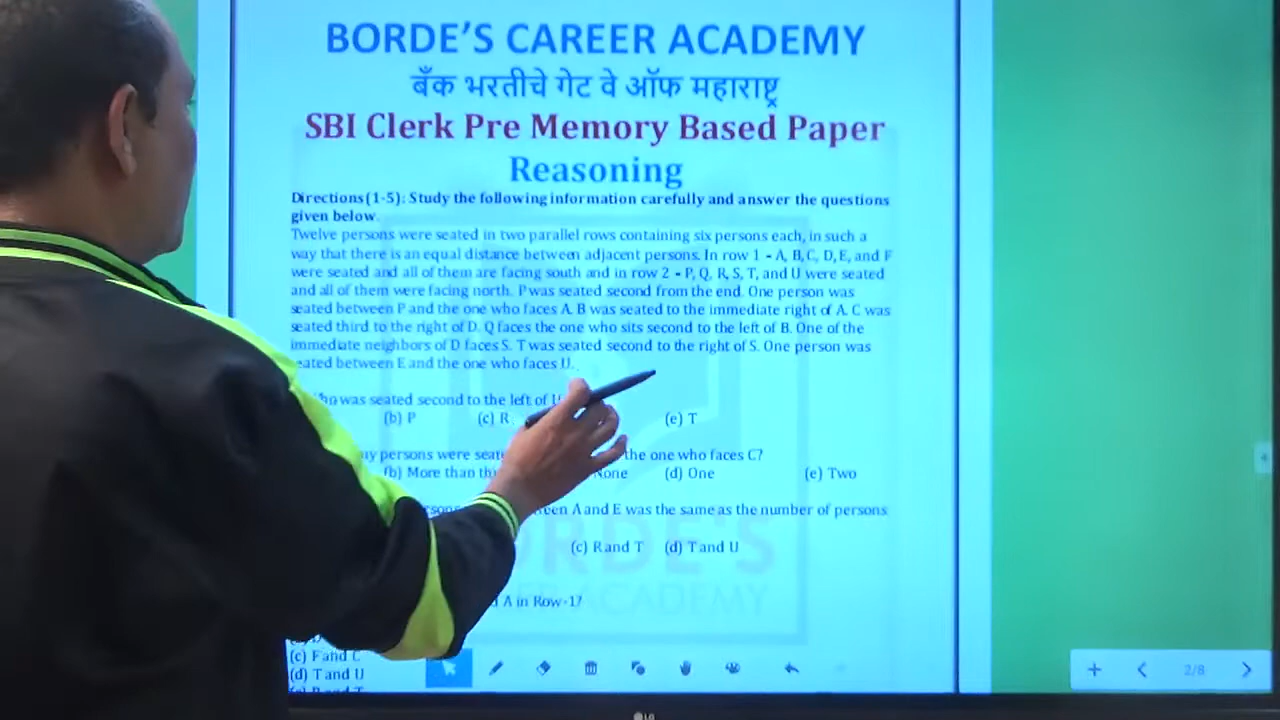 BORDE'S CAREER ACADEMY
बँक भरतीचे गेट वे ऑफ महाराष्ट्र
SBI Clerk Pre Memory Based Paper
Reasoning
Directions(1-5): Study the following information carefully and answer the questions
given below.
Twelve persons were seated in two parallel rows containing six persons each, in such a
way that there is an equal distance between adjacent persons. In row 1 - A, B, C, D, E, and F
were seated and all of them are facing south and in row 2 - P, Q, R, S, T, and U were seated
and all of them were facing north. P was seated second from the end. One person was
seated between P and the one who faces A. B was seated to the immediate right of A. C was
seated third to the right of D. Q faces the one who sits second to the left of B. One of the
immediate neighbors of D faces S. T was seated second to the right of S. One person was
eated between E and the one who faces U.
was seated second to the left of
(b) P (c) R (e) T
persons were the one who faces C?
(b) More than None (d) One (e) Two
A and E was the same as the number of persons
(c) R and T (d) T and U
A in Row-1?
(c) F and C
(d) T and U
BORDE'S
ACADEMY
2/8
LG